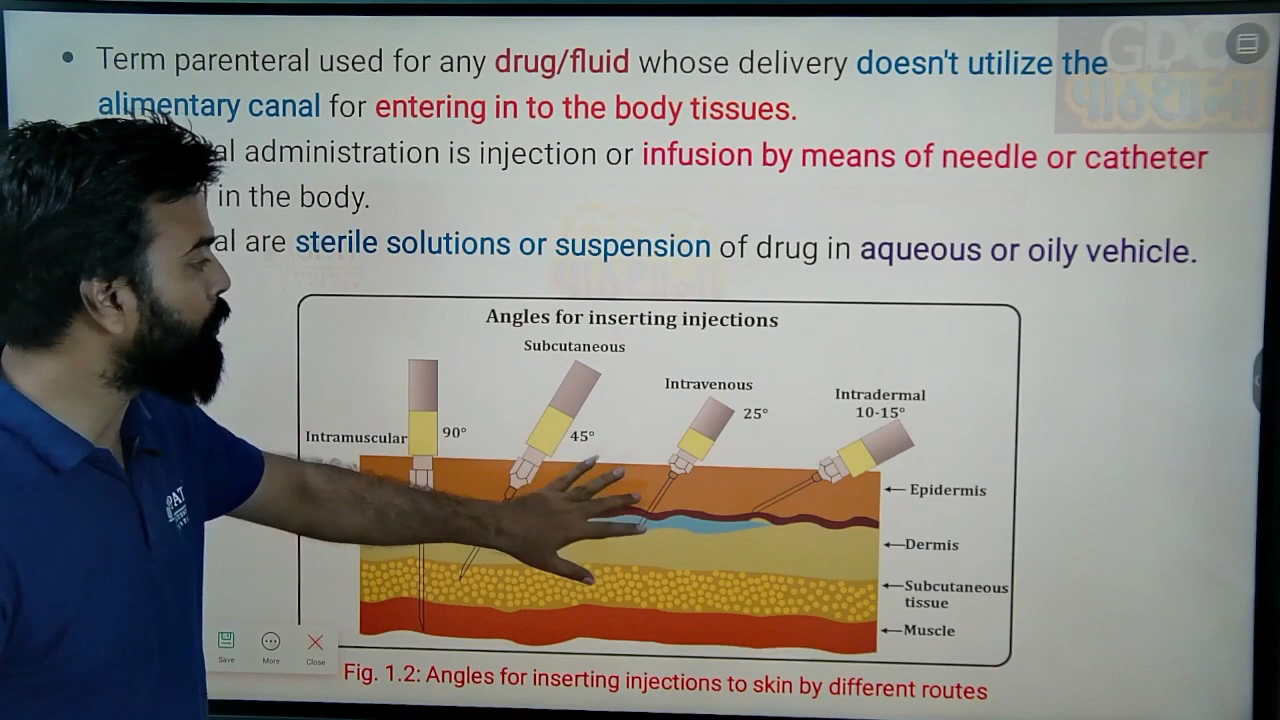 GDC
પાઠશાલા
• Term parenteral used for any drug/fluid whose delivery doesn't utilize the
alimentary canal for entering in to the body tissues.
al administration is injection or infusion by means of needle or catheter
in the body.
al are sterile solutions or suspension of drug in aqueous or oily vehicle.
Angles for inserting injections
Subcutaneous
Intravenous
Intradermal
10-15°
25°
Intramuscular
90°
45°
Epidermis
Dermis
Subcutaneous
tissue
Muscle
Save
More
Close
Fig. 1.2: Angles for inserting injections to skin by different routes